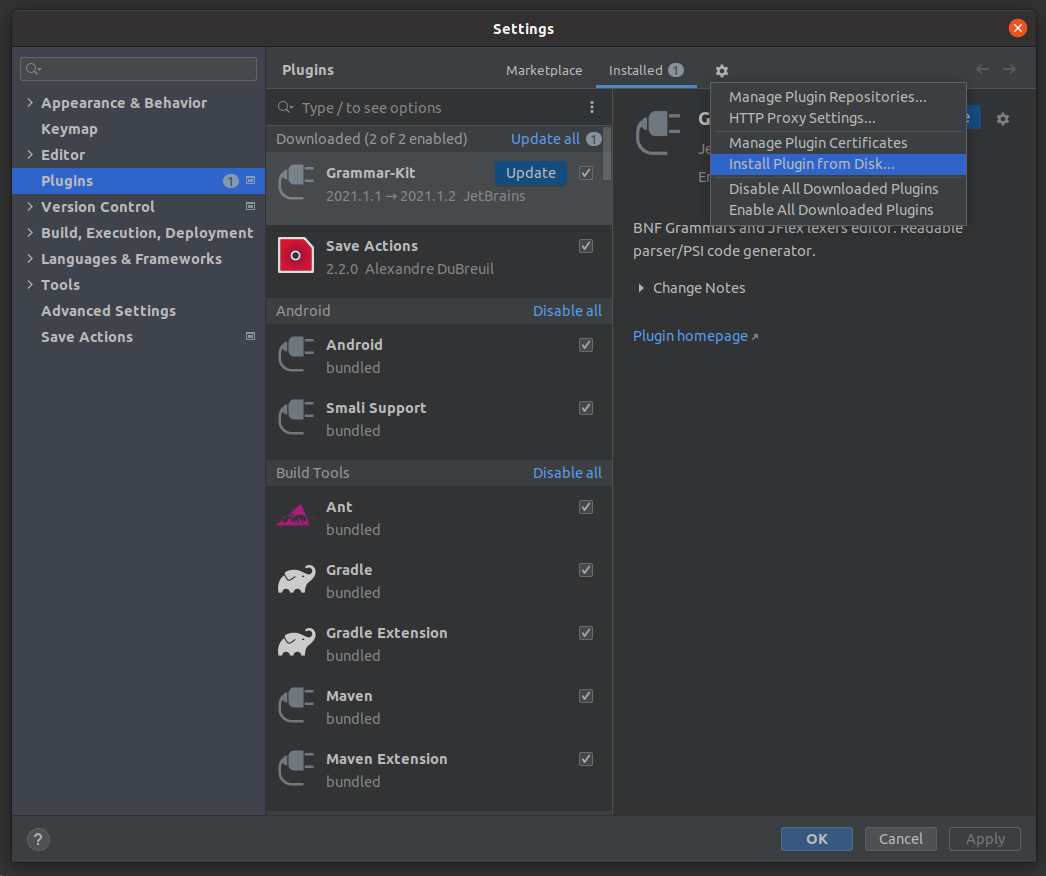 Settings
Appearance & Behavior
Keymap
Editor
Plugins 1
Version Control
Build, Execution, Deployment
Languages & Frameworks
Tools
Advanced Settings
Save Actions
Plugins Marketplace Installed 1
Type / to see options
Downloaded (2 of 2 enabled) Update all 1
Grammar-Kit Update
2021.1.1 → 2021.1.2 JetBrains
Save Actions
2.2.0 Alexandre DuBreuil
Android Disable all
Android
bundled
Smali Support
bundled
Build Tools Disable all
Ant
bundled
Gradle
bundled
Gradle Extension
bundled
Maven
bundled
Maven Extension
bundled
Manage Plugin Repositories...
HTTP Proxy Settings...
Manage Plugin Certificates
Install Plugin from Disk...
Disable All Downloaded Plugins
Enable All Downloaded Plugins
BNF Grammars and JFlex lexers editor. Readable
parser/PSI code generator.
Change Notes
Plugin homepage ↗
? OK Cancel Apply